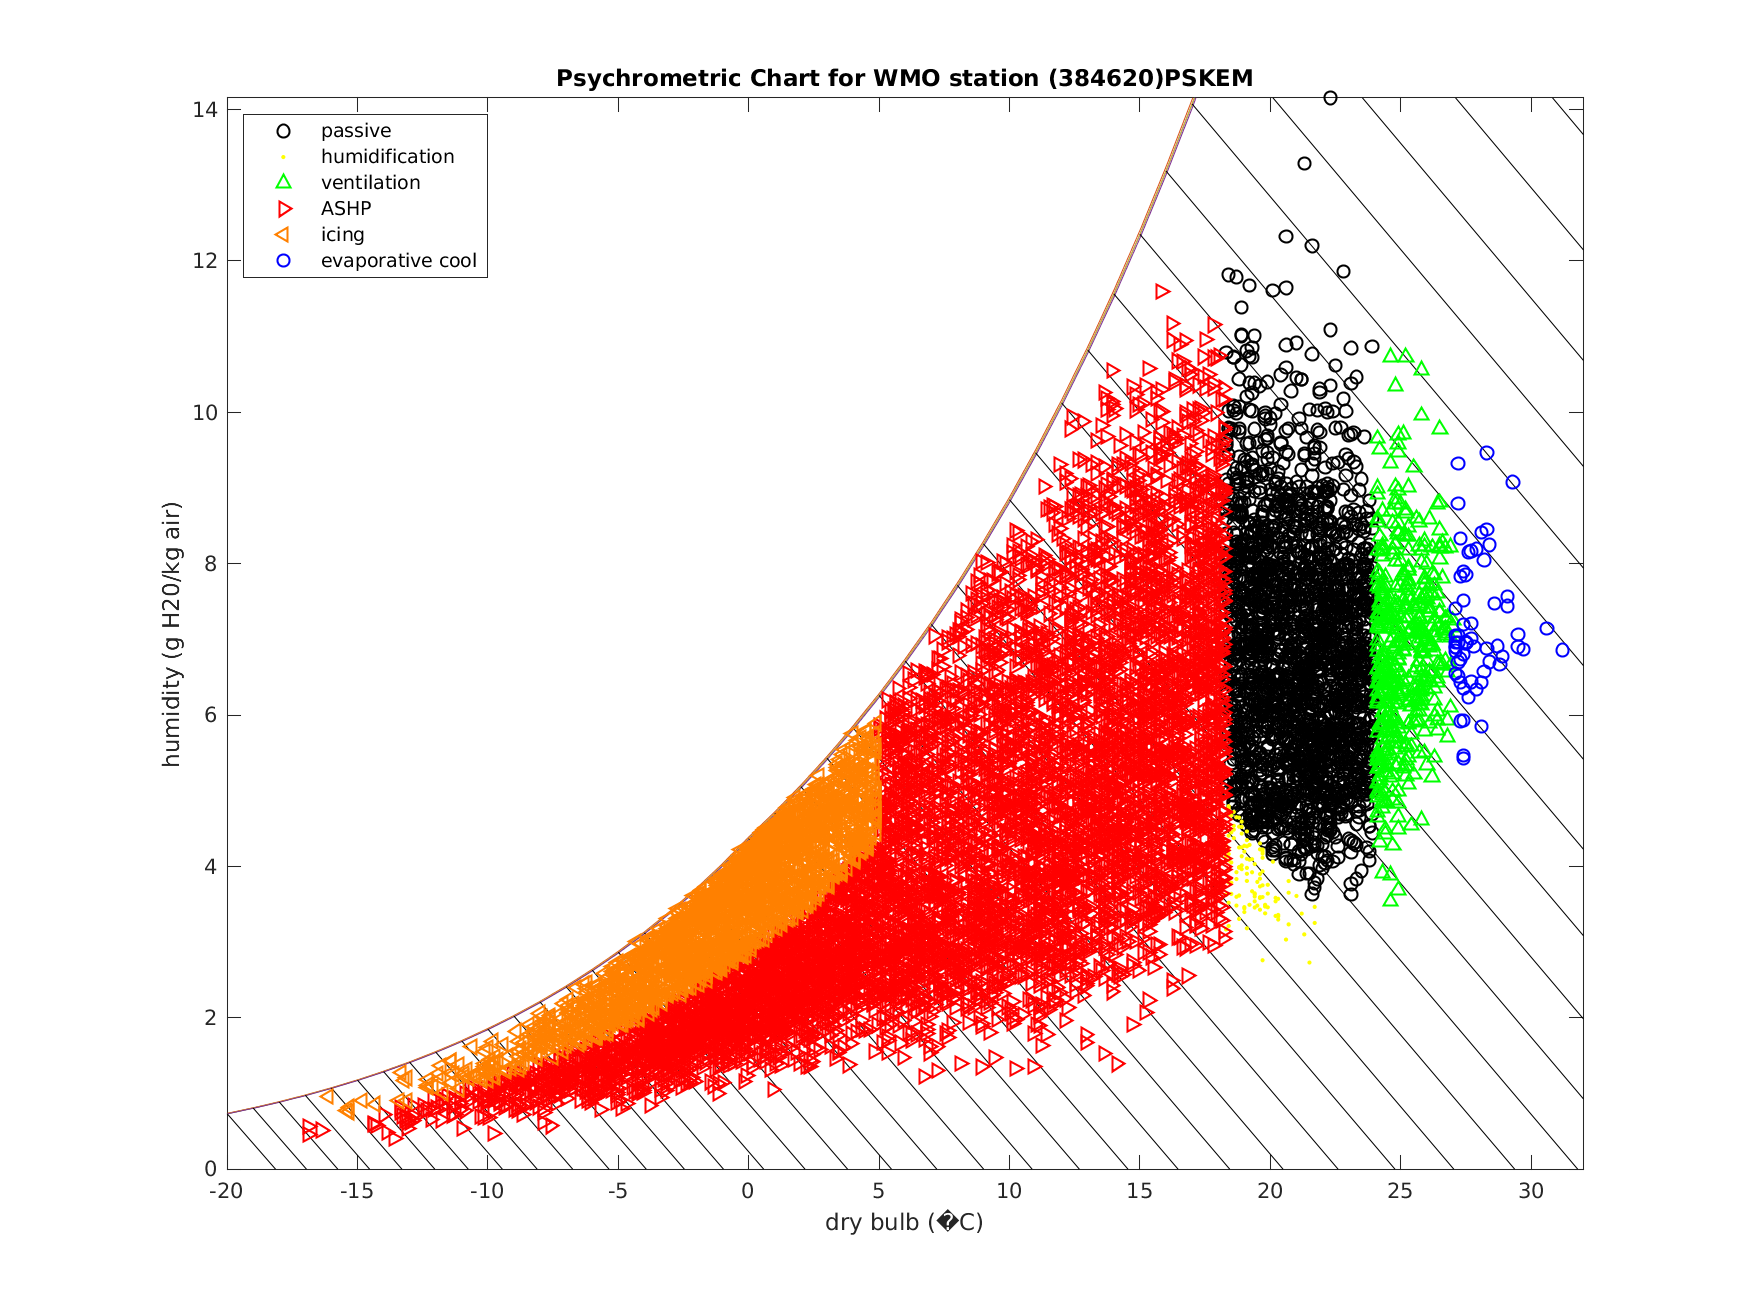 Psychrometric Chart for WMO station (384620)PSKEM
14
12
10
8
6
4
2
0
humidity (g H20/kg air)
passive
humidification
ventilation
ASHP
icing
evaporative cool
-20 -15 -10 -5 0 5 10 15 20 25 30
dry bulb (�C)